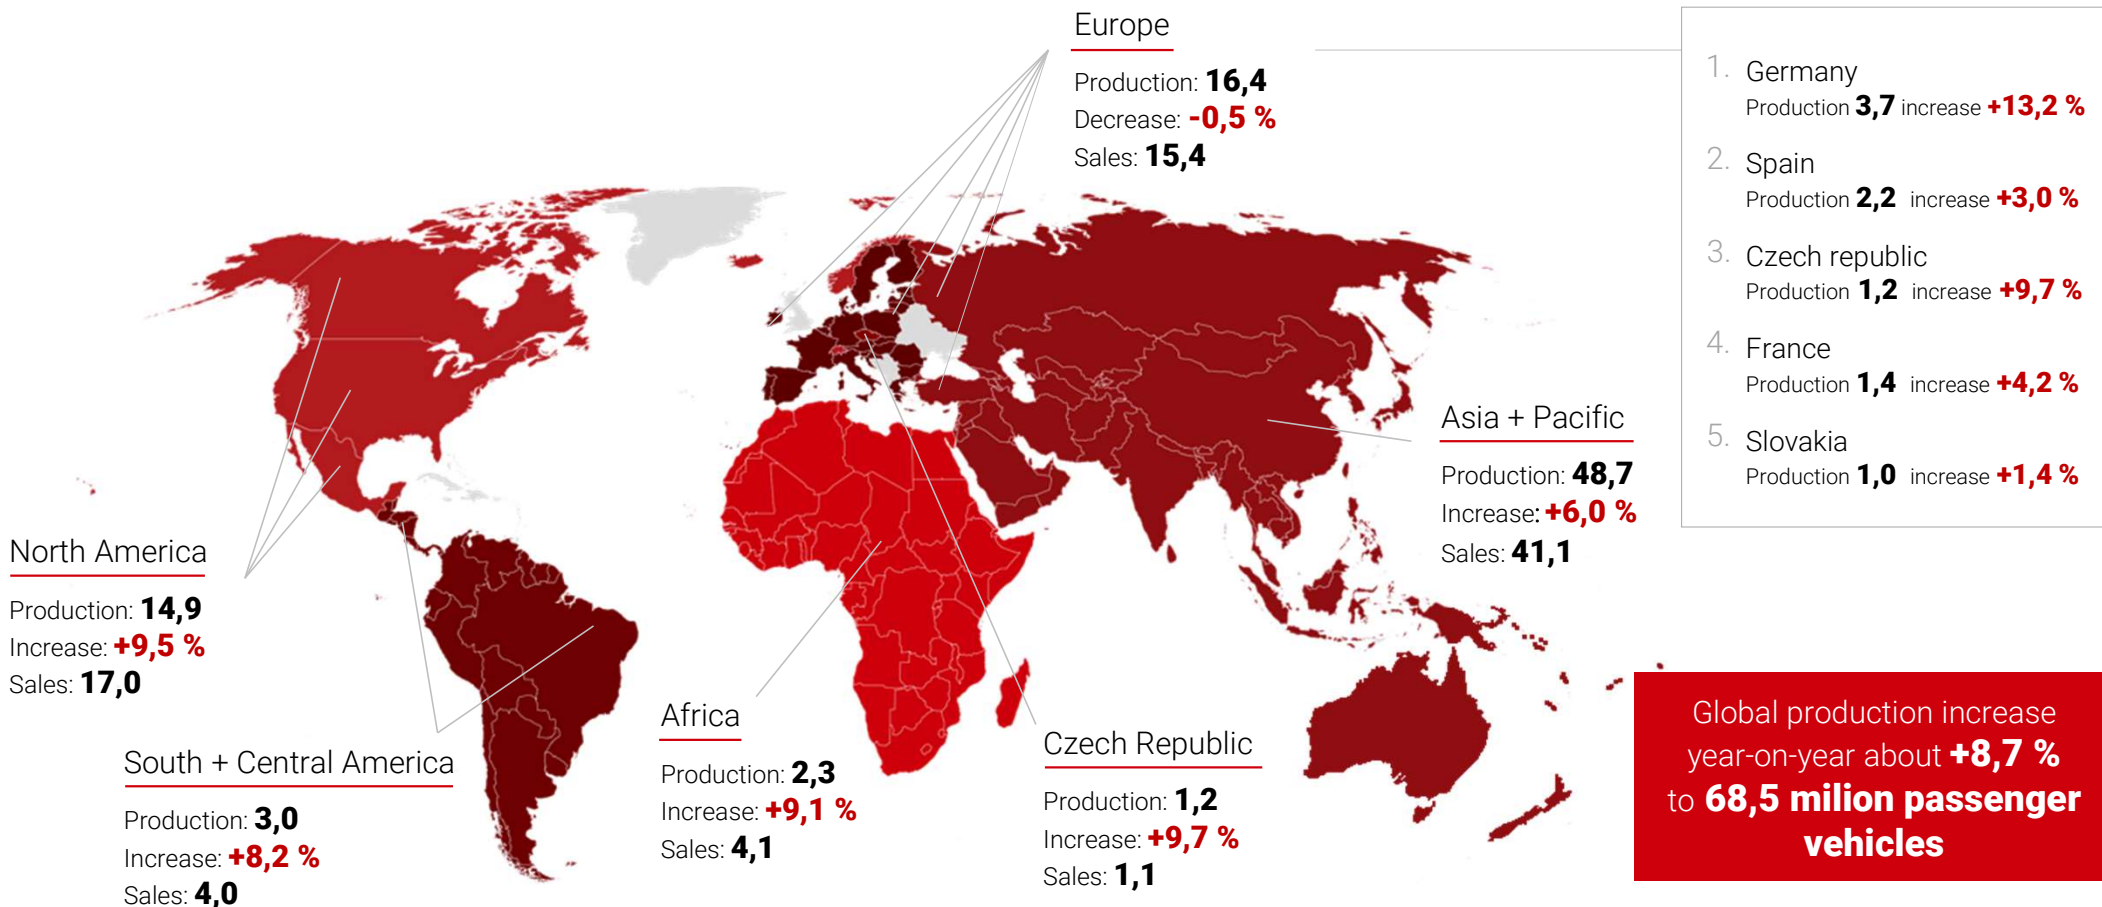 Europe
Production: 16,4
Decrease: -0,5 %
Sales: 15,4
1. Germany
Production 3,7 increase +13,2 %
2. Spain
Production 2,2 increase +3,0 %
3. Czech republic
Production 1,2 increase +9,7 %
4. France
Production 1,4 increase +4,2 %
5. Slovakia
Production 1,0 increase +1,4 %
Asia + Pacific
Production: 48,7
Increase: +6,0 %
Sales: 41,1
North America
Production: 14,9
Increase: +9,5 %
Sales: 17,0
South + Central America
Production: 3,0
Increase: +8,2 %
Sales: 4,0
Africa
Production: 2,3
Increase: +9,1 %
Sales: 4,1
Czech Republic
Production: 1,2
Increase: +9,7 %
Sales: 1,1
Global production increase
year-on-year about +8,7 %
to 68,5 milion passenger
vehicles